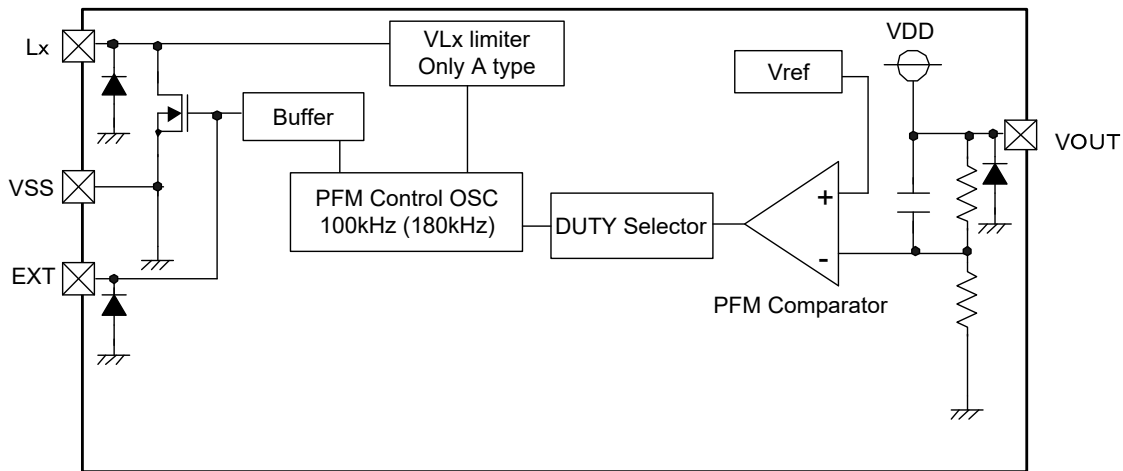 Lx
VLx limiter
Only A type
VDD
Vref
Buffer
VOUT
VSS
PFM Control OSC
100kHz (180kHz)
DUTY Selector
+
-
EXT
PFM Comparator